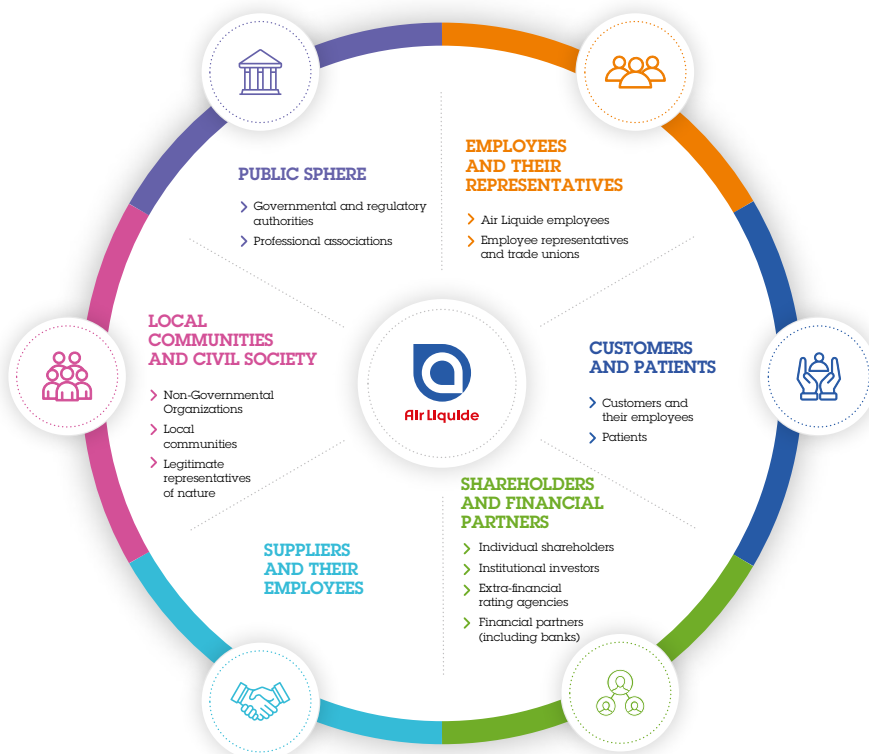 PUBLIC SPHERE
Governmental and regulatory
authorities
Professional associations
EMPLOYEES
AND THEIR
REPRESENTATIVES
Air Liquide employees
Employee representatives
and trade unions
LOCAL
COMMUNITIES
AND CIVIL SOCIETY
Non-Governmental
Organizations
Local
communities
Legitimate
representatives
of nature
Air Liquide
CUSTOMERS
AND PATIENTS
Customers and
their employees
Patients
SUPPLIERS
AND THEIR
EMPLOYEES
SHAREHOLDERS
AND FINANCIAL
PARTNERS
Individual shareholders
Institutional investors
Extra-financial
rating agencies
Financial partners
(including banks)